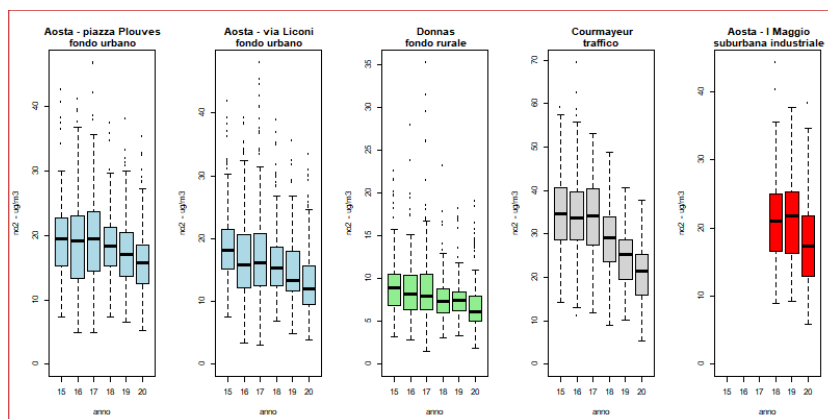 Aosta - piazza Plouves
fondo urbano
no2 - ug/m3
0
10
20
30
40
15 16 17 18 19 20
anno
Aosta - via Liconi
fondo urbano
no2 - ug/m3
0
10
20
30
40
15 16 17 18 19 20
anno
Donnas
fondo rurale
no2 - ug/m3
0
5
10
15
20
25
30
35
15 16 17 18 19 20
anno
Courmayeur
traffico
no2 - ug/m3
0
10
20
30
40
50
60
70
15 16 17 18 19 20
anno
Aosta - I Maggio
suburbana industriale
no2 - ug/m3
0
10
20
30
40
15 16 17 18 19 20
anno